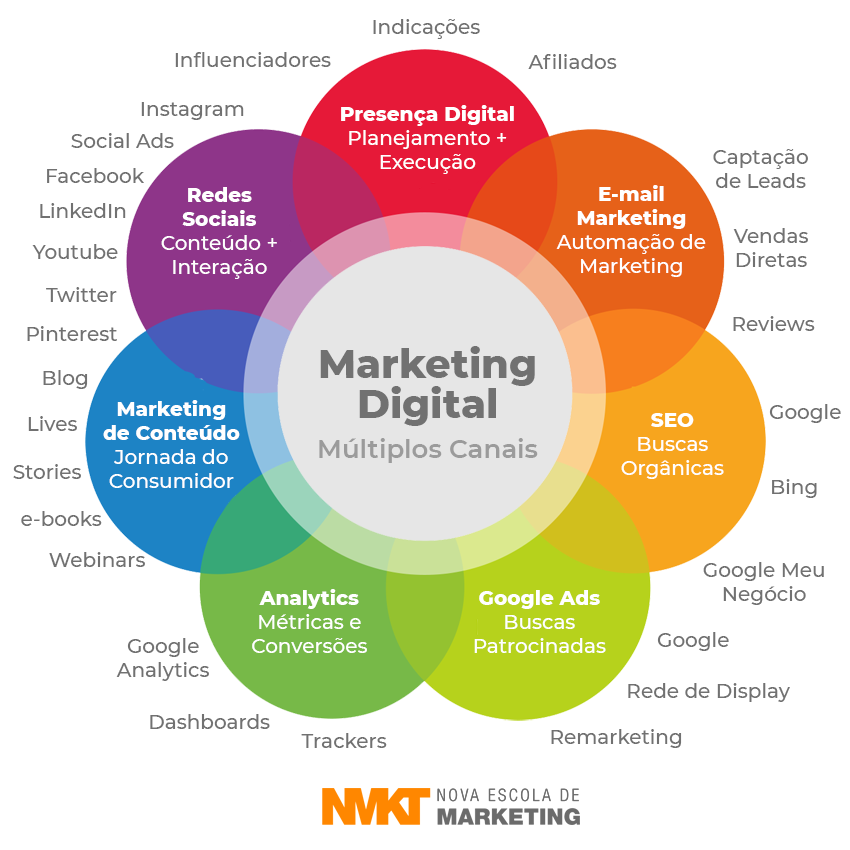 Indicações
Influenciadores
Afiliados
Presença Digital
Planejamento +
Execução
Instagram
Social Ads
Facebook
LinkedIn
Youtube
Twitter
Pinterest
Redes
Sociais
Conteúdo +
Interação
E-mail
Marketing
Automação de
Marketing
Captação
de Leads
Vendas
Diretas
Reviews
Marketing
Digital
Múltiplos Canais
Blog
Lives
Stories
e-books
Webinars
Marketing
de Conteúdo
Jornada do
Consumidor
SEO
Buscas
Orgânicas
Google
Bing
Google Meu
Negócio
Analytics
Métricas e
Conversões
Google
Analytics
Dashboards
Trackers
Google Ads
Buscas
Patrocinadas
Google
Rede de Display
Remarketing
NMKT
NOVA ESCOLA DE
MARKETING